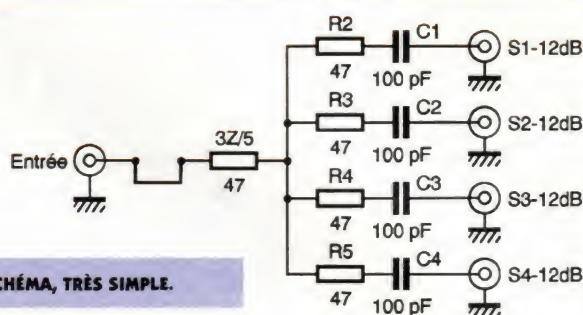 R2
C1
S1-12dB
47
100 pF
R3
C2
S2-12dB
47
100 pF
Entrée
3Z/5
47
R4
C3
S3-12dB
47
100 pF
R5
C4
S4-12dB
47
100 pF
CHÉMA, TRÈS SIMPLE.